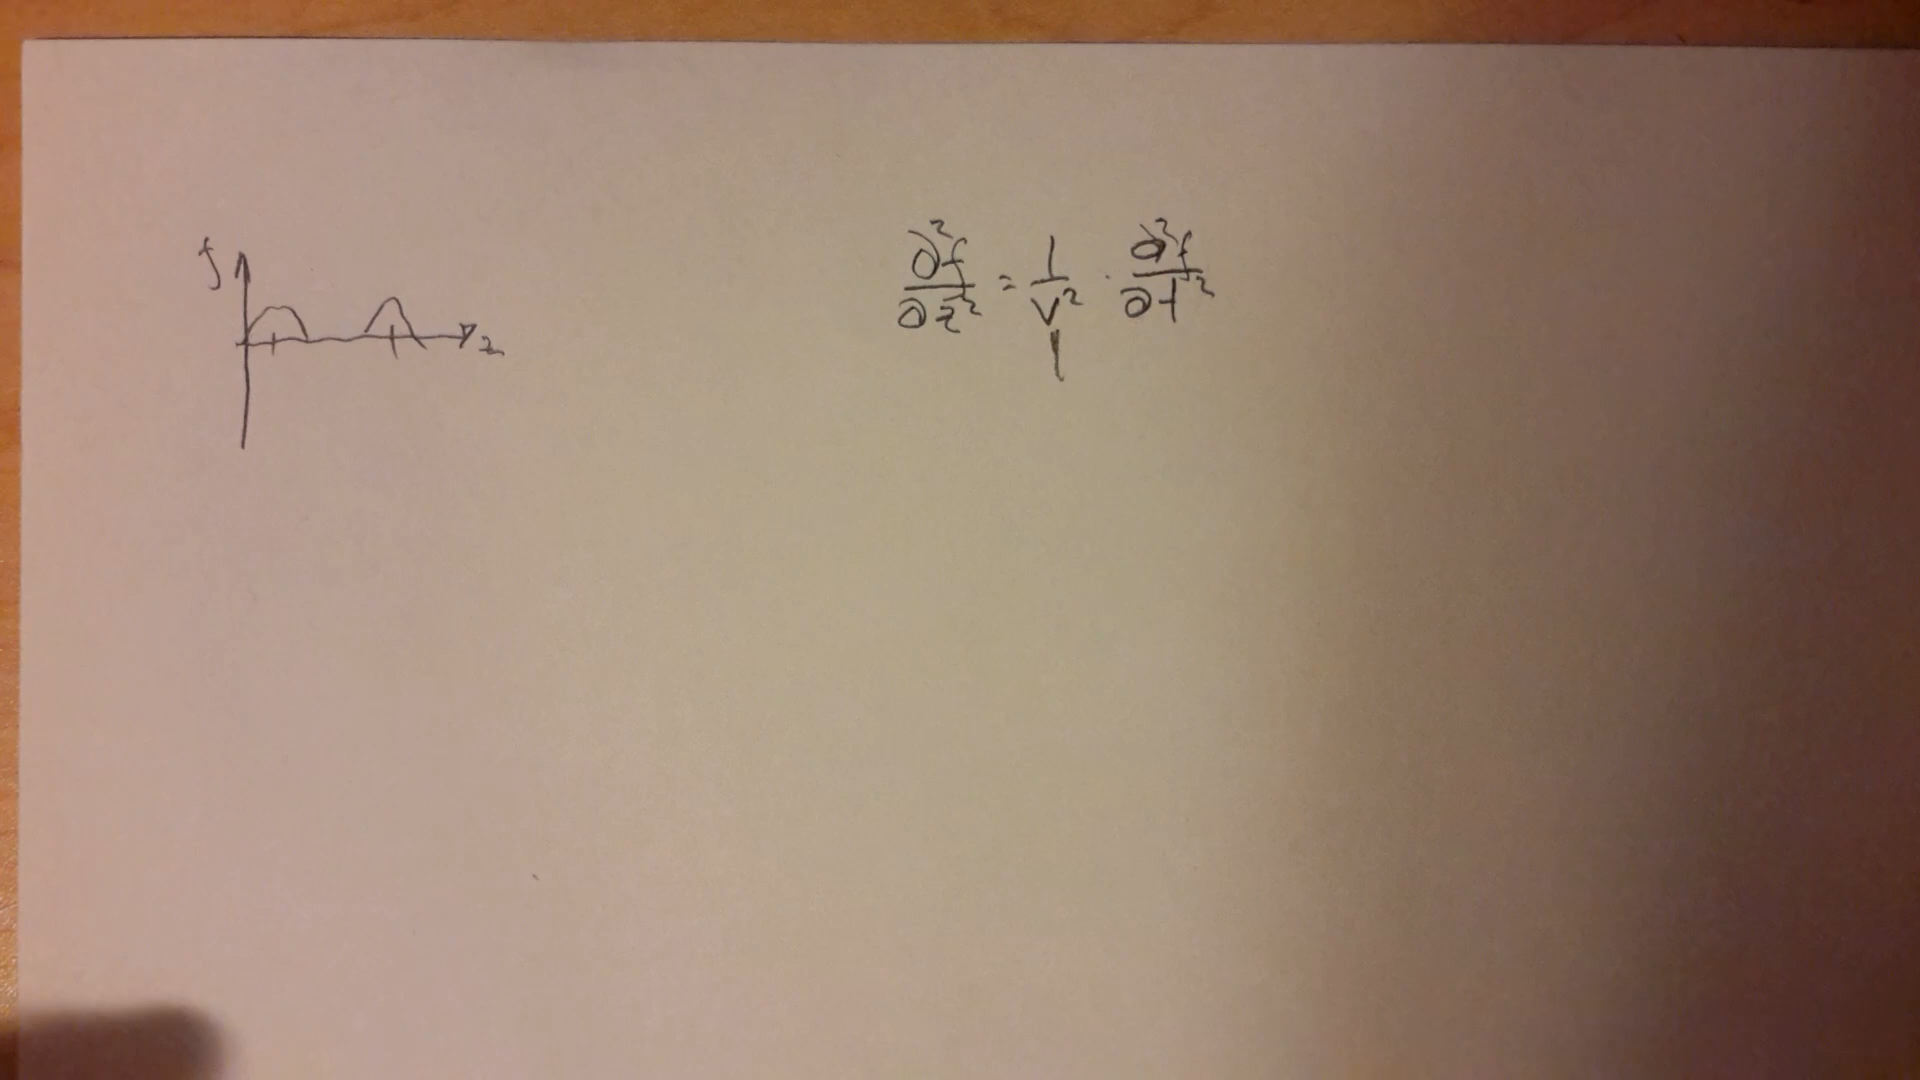 f
z
∂²f/∂z² = 1/v² · ∂²f/∂t²